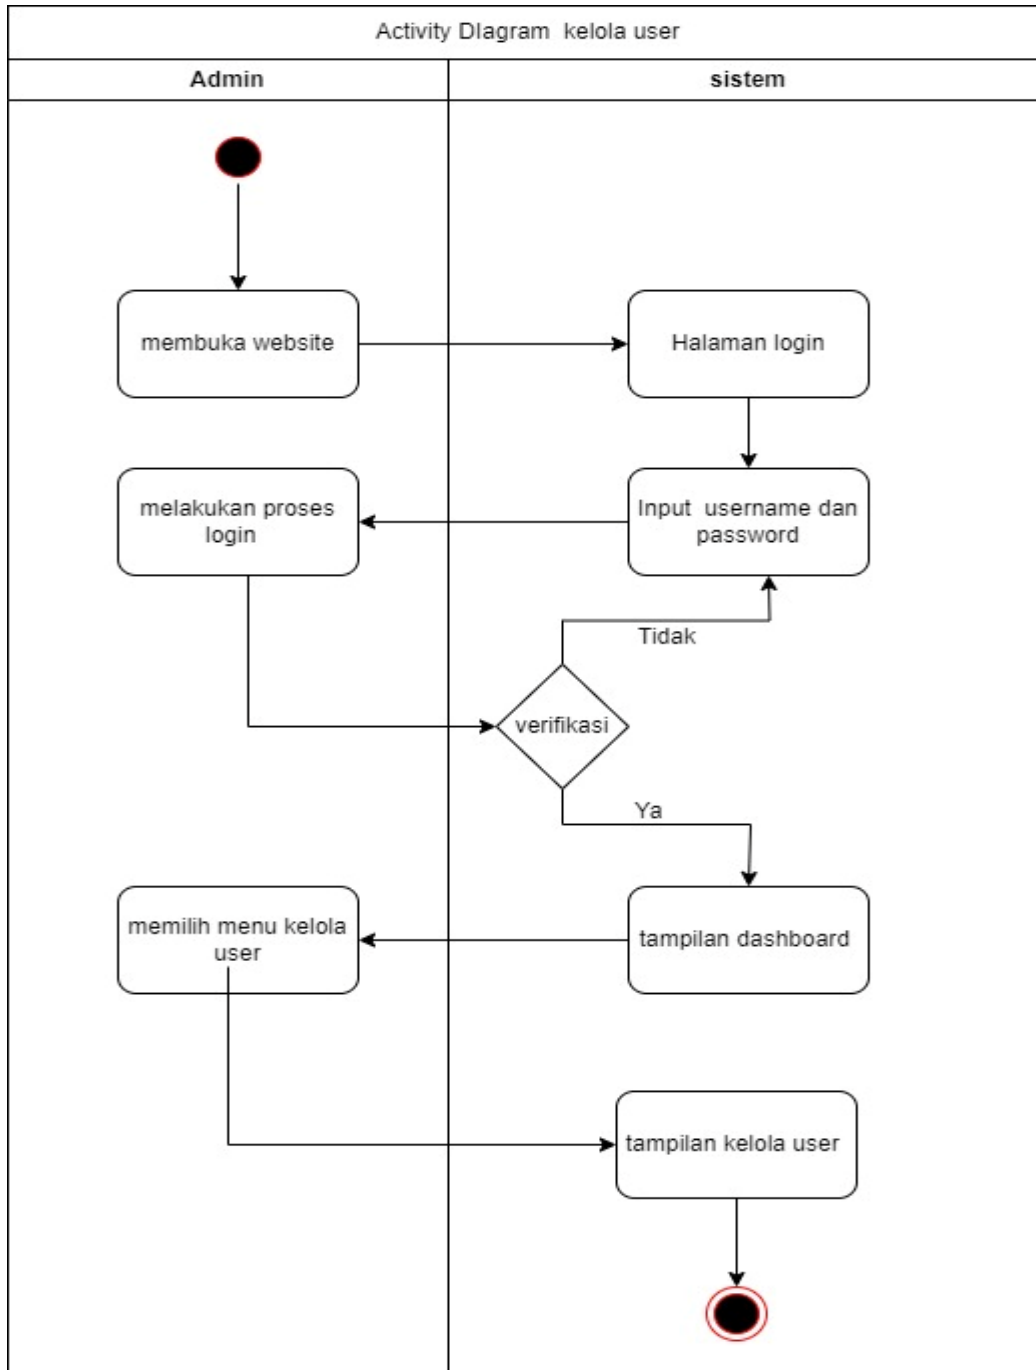 Activity DIagram  kelola user
Admin
sistem
membuka website
Halaman login
melakukan proses
login
Input  username dan
password
Tidak
verifikasi
Ya
memilih menu kelola
user
tampilan dashboard
tampilan kelola user